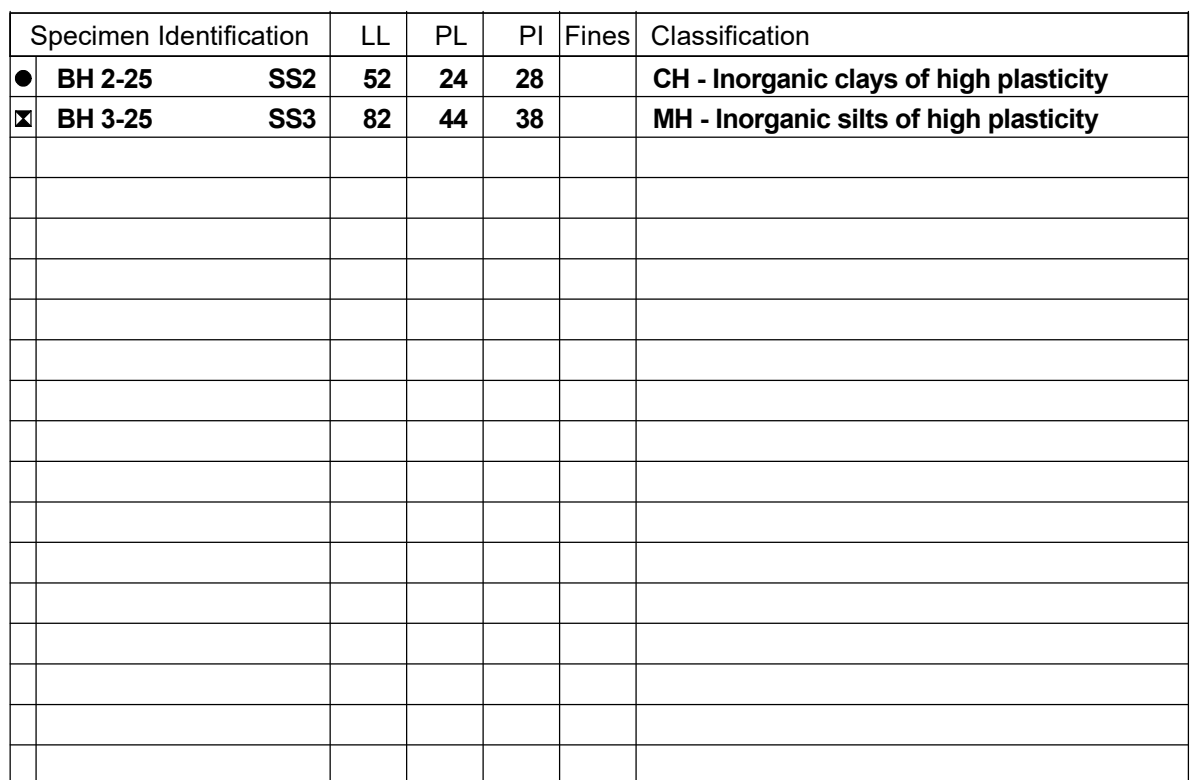 Specimen Identification LL PL PI Fines Classification
BH 2-25 SS2 52 24 28 CH - Inorganic clays of high plasticity
BH 3-25 SS3 82 44 38 MH - Inorganic silts of high plasticity